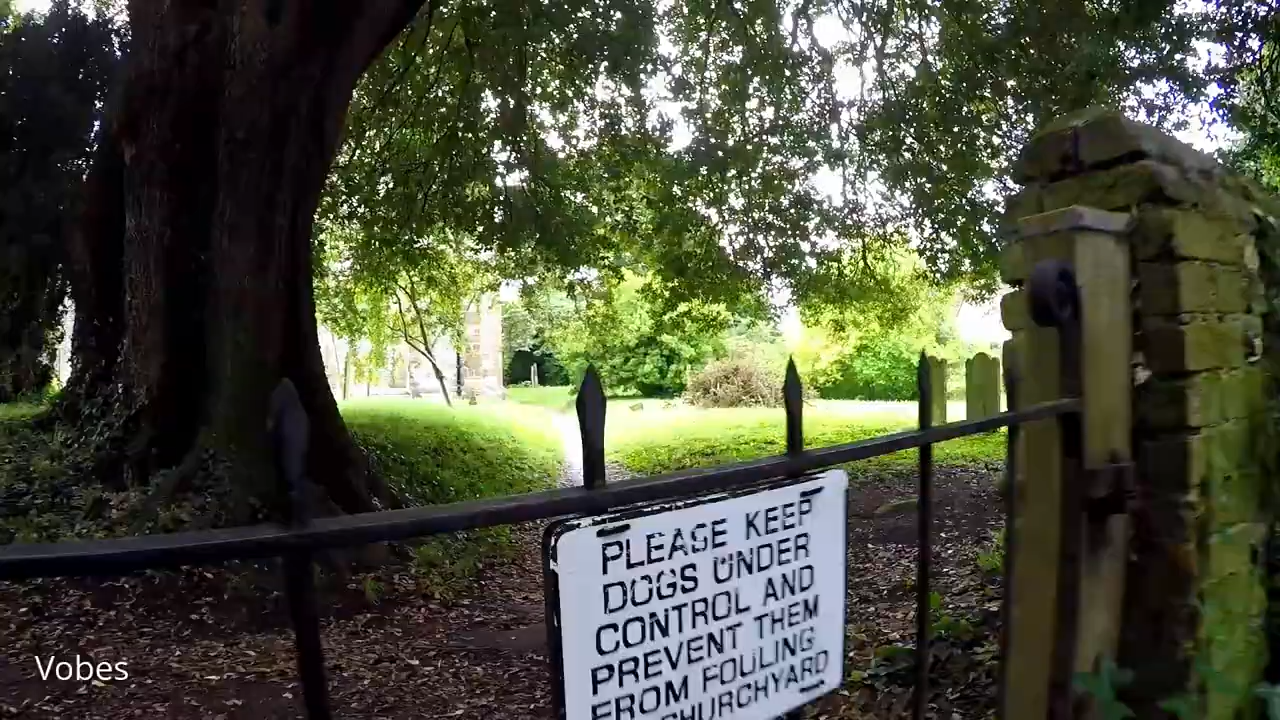 PLEASE KEEP
DOGS UNDER
CONTROL AND
PREVENT THEM
FROM FOULING
CHURCHYARD
Vobes